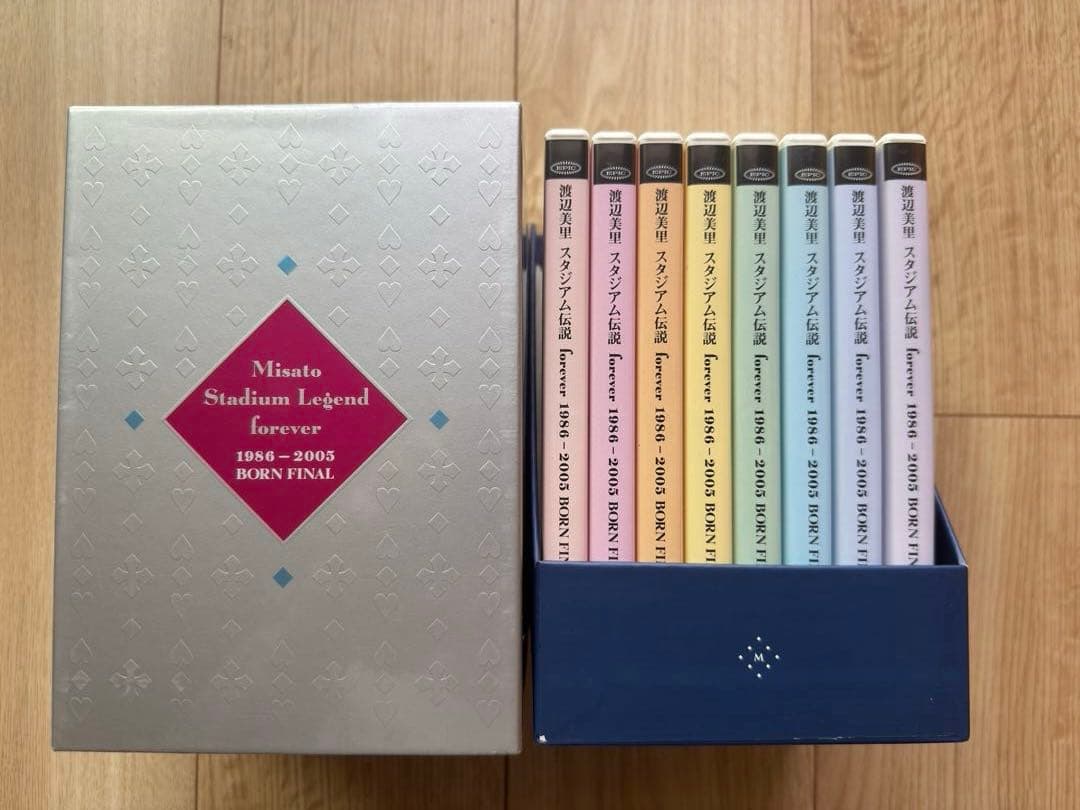 Misato
Stadium Legend
forever
1986 – 2005
BORN FINAL
EPIC
渡辺美里 スタジアム伝説 forever 1986 – 2005 BORN FIN
EPIC
渡辺美里 スタジアム伝説 forever 1986 – 2005 BORN FI
EPIC
渡辺美里 スタジアム伝説 forever 1986 – 2005 BORN FI
EPIC
渡辺美里 スタジアム伝説 forever 1986 – 2005 BORN FI
EPIC
渡辺美里 スタジアム伝説 forever 1986 – 2005 BORN FI
EPIC
渡辺美里 スタジアム伝説 forever 1986 – 2005 BORN FIN
EPIC
渡辺美里 スタジアム伝説 forever 1986 – 2005 BORN FIN
EPIC
渡辺美里 スタジアム伝説 forever 1986 – 2005 BORN FIN
M